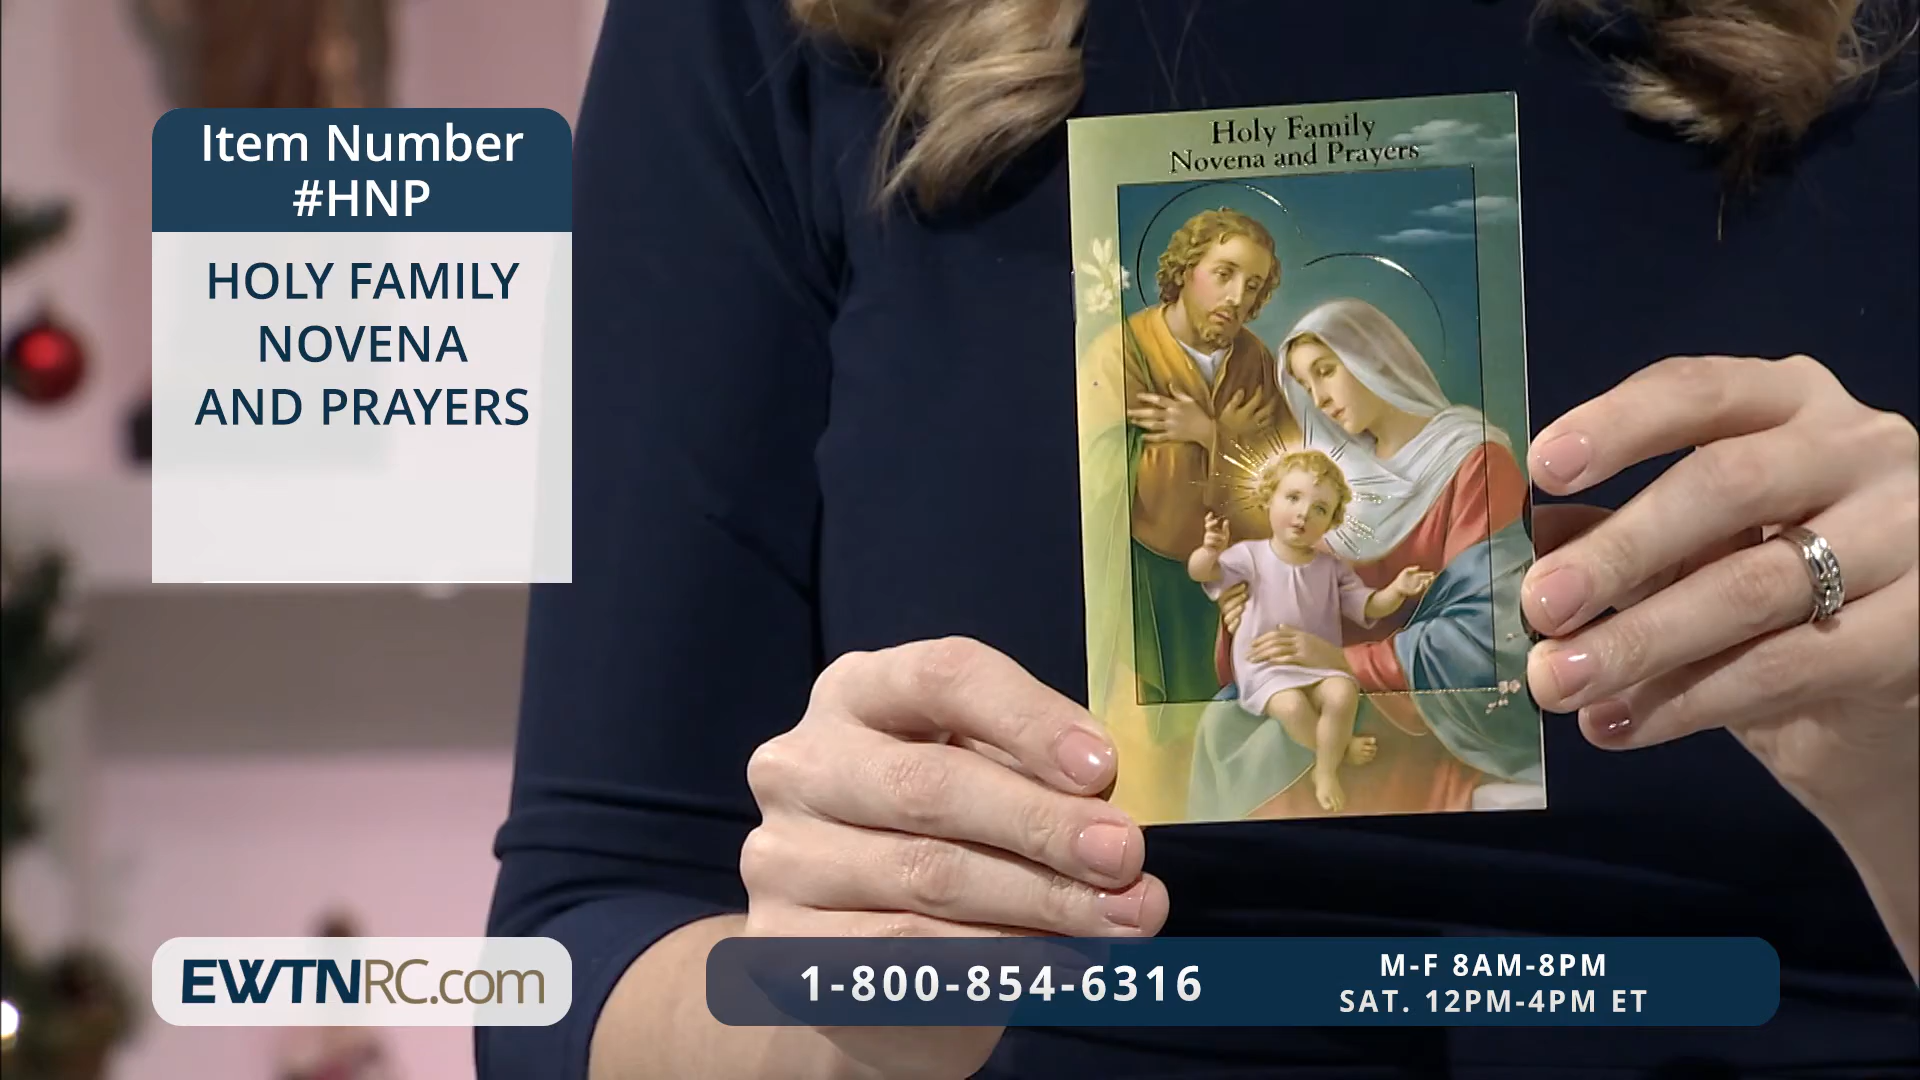 Item Number
#HNP
HOLY FAMILY
NOVENA
AND PRAYERS
Holy Family
Novena and Prayers
EWTNRC.com
1-800-854-6316
M-F 8AM-8PM
SAT. 12PM-4PM ET